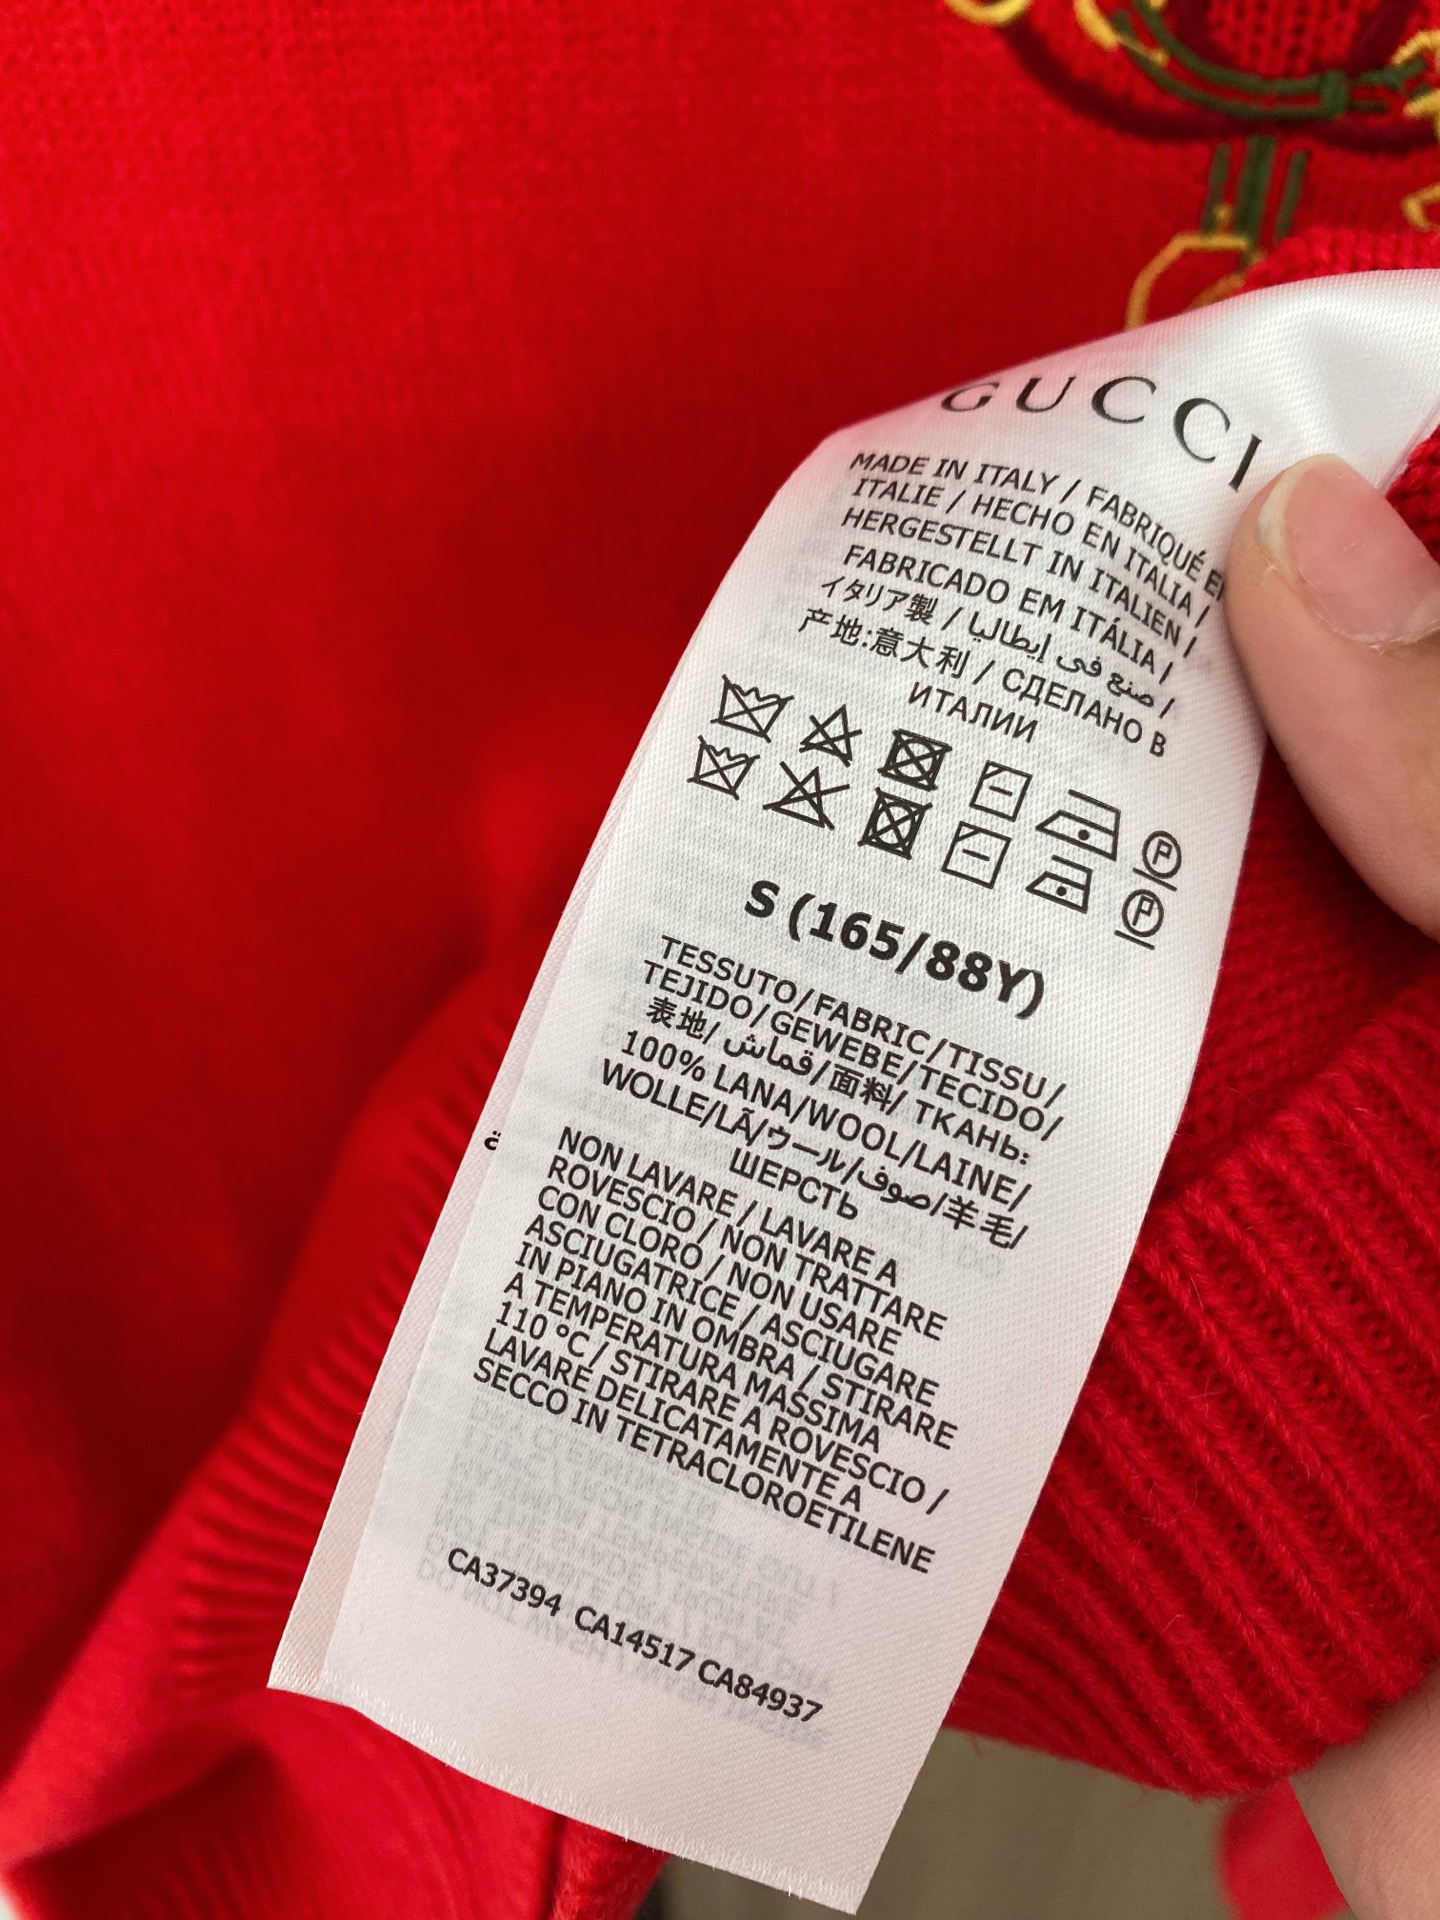 GUCCI
MADE IN ITALY / FABRIQUÉ EN
ITALIE / HECHO EN ITALIA /
HERGESTELLT IN ITALIEN /
FABRICADO EM ITÁLIA /
イタリア製 / صنع في إيطاليا /
产地:意大利 / СДЕЛАНО В
ИТАЛИИ
S (165/88Y)
TESSUTO/FABRIC/TISSU/
TEJIDO/GEWEBE/TECIDO/
表地/ قماش/面料/ ТКАНЬ:
100% LANA/WOOL/LAINE/
WOLLE/LÃ/ウール/صوف/羊毛/
ШЕРСТЬ
NON LAVARE / LAVARE A
ROVESCIO / NON TRATTARE
CON CLORO / NON USARE
ASCIUGATRICE / ASCIUGARE
IN PIANO IN OMBRA / STIRARE
A TEMPERATURA MASSIMA
110 °C / STIRARE A ROVESCIO /
LAVARE DELICATAMENTE A
SECCO IN TETRACLOROETILENE
CA37394 CA14517 CA84937